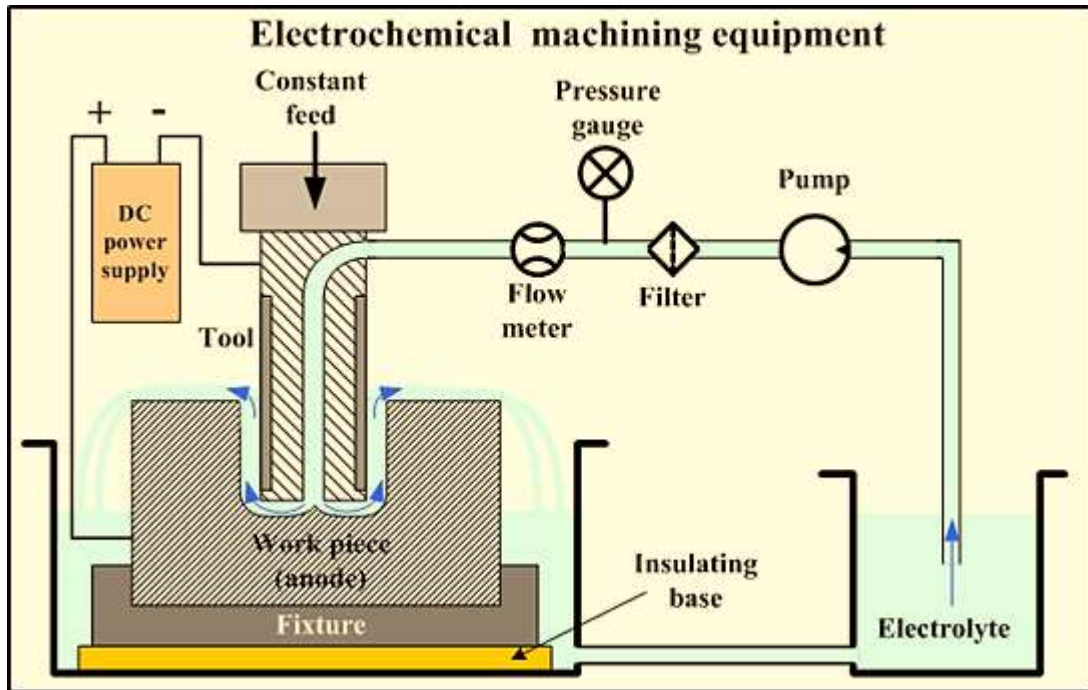 Electrochemical machining equipment
Constant
feed
Pressure
gauge
Pump
+ -
DC
power
supply
Flow
meter
Filter
Tool
Work piece
(anode)
Insulating
base
Fixture
Electrolyte